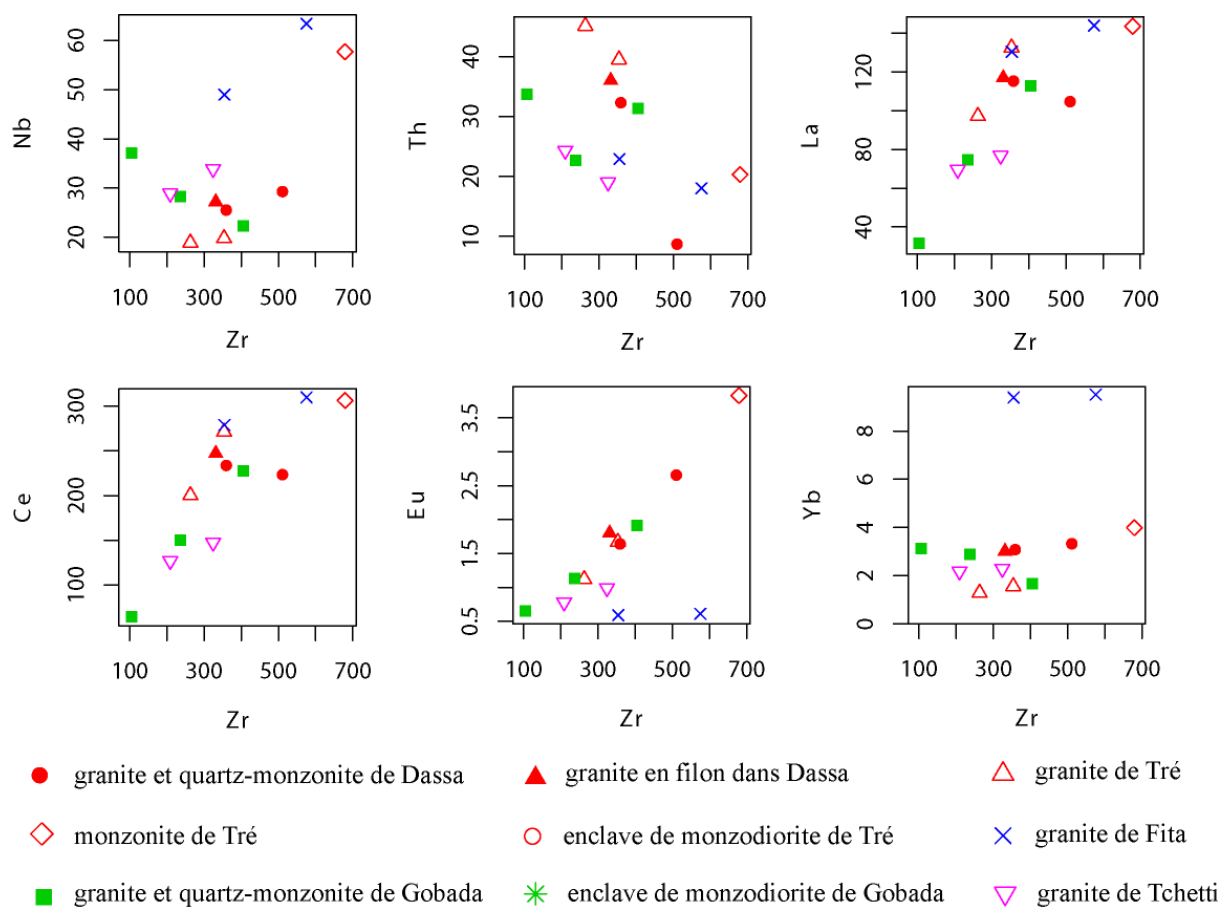 60
50
40
30
20
10
Nb
100 300 500 700
Zr
40
30
20
10
Th
100 300 500 700
120
80
40
La
100 300 500 700
Zr
300
200
100
Ce
100 300 500 700
Zr
3.5
2.5
1.5
0.5
Eu
100 300 500 700
Zr
8
6
4
2
0
Yb
100 300 500 700
Zr
granite et quartz-monzonite de Dassa
granite en filon dans Dassa
granite de Tré
monzonite de Tré
enclave de monzodiorite de Tré
granite de Fita
granite et quartz-monzonite de Gobada
enclave de monzodiorite de Gobada
granite de Tchetti